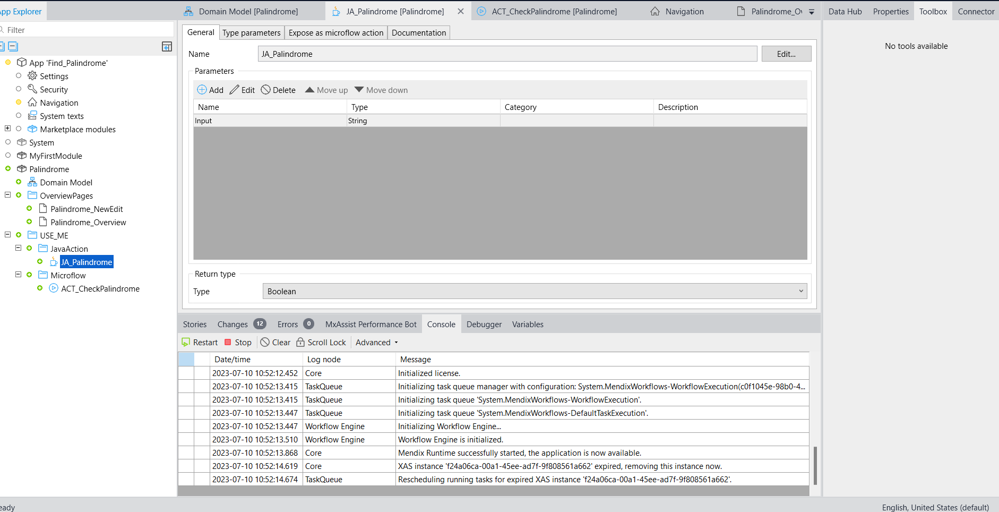 App Explorer
Domain Model [Palindrome]
JA_Palindrome [Palindrome]
ACT_CheckPalindrome [Palindrome]
Navigation
Palindrome_Ov
Data Hub
Properties
Toolbox
Connector
Filter
App 'Find_Palindrome'
Settings
Security
Navigation
System texts
Marketplace modules
System
MyFirstModule
Palindrome
Domain Model
OverviewPages
Palindrome_NewEdit
Palindrome_Overview
USE_ME
JavaAction
JA_Palindrome
Microflow
ACT_CheckPalindrome
General
Type parameters
Expose as microflow action
Documentation
Name
JA_Palindrome
Edit...
Parameters
Add
Edit
Delete
Move up
Move down
Name Type Category Description
Input String
Return type
Type
Boolean
No tools available
Stories
Changes 12
Errors 0
MxAssist Performance Bot
Console
Debugger
Variables
Restart
Stop
Clear
Scroll Lock
Advanced
Date/time Log node Message
2023-07-10 10:52:12.452 Core Initialized license.
2023-07-10 10:52:13.415 TaskQueue Initializing task queue manager with configuration: System.MendixWorkflows-WorkflowExecution(c0f1045e-98b0-4...
2023-07-10 10:52:13.415 TaskQueue Initializing task queue 'System.MendixWorkflows-WorkflowExecution'.
2023-07-10 10:52:13.447 TaskQueue Initializing task queue 'System.MendixWorkflows-DefaultTaskExecution'.
2023-07-10 10:52:13.447 Workflow Engine Initializing Workflow Engine...
2023-07-10 10:52:13.510 Workflow Engine Workflow Engine is initialized.
2023-07-10 10:52:13.868 Core Mendix Runtime successfully started, the application is now available.
2023-07-10 10:52:14.619 Core XAS instance 'f24a06ca-00a1-45ee-ad7f-9f808561a662' expired, removing this instance now.
2023-07-10 10:52:14.674 TaskQueue Rescheduling running tasks for expired XAS instance 'f24a06ca-00a1-45ee-ad7f-9f808561a662'.
eady
English, United States (default)